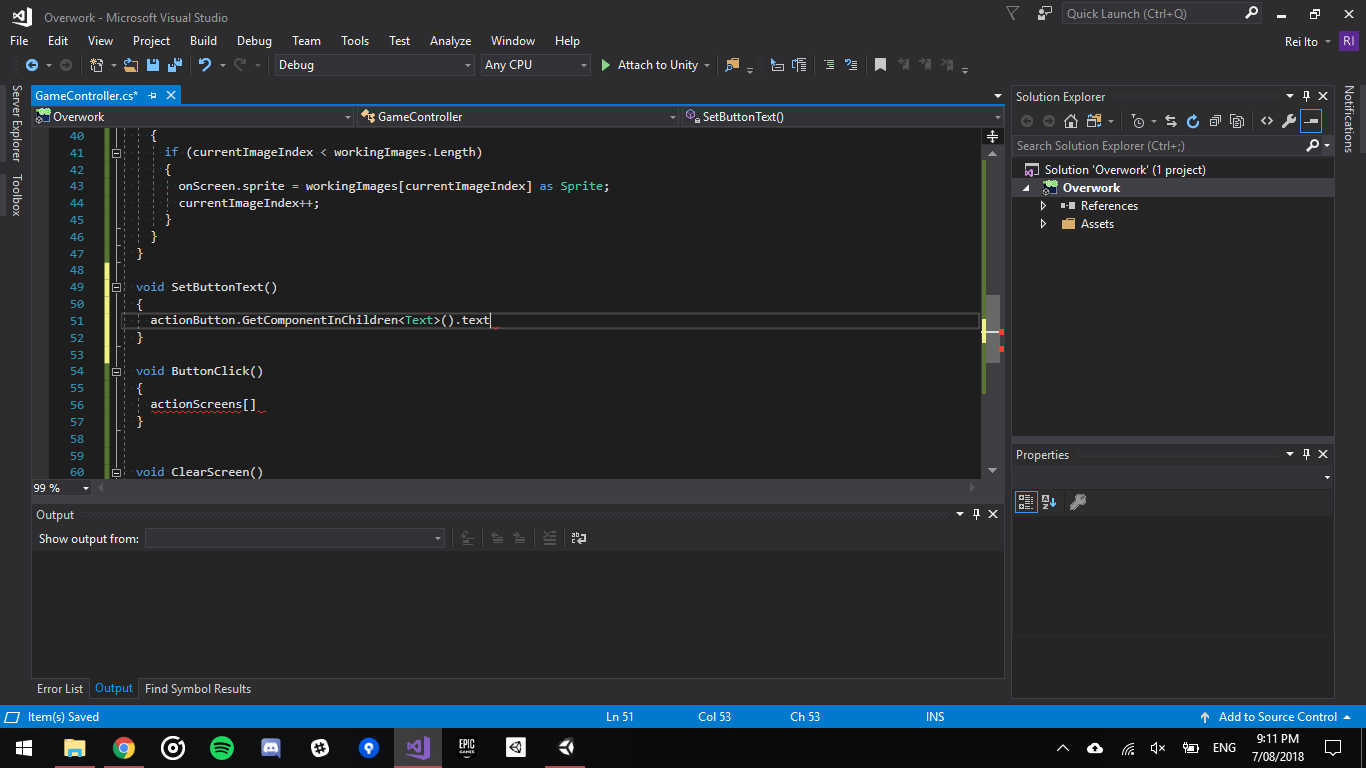 Overwork - Microsoft Visual Studio
Quick Launch (Ctrl+Q)
File Edit View Project Build Debug Team Tools Test Analyze Window Help
Rei Ito RI
Debug Any CPU Attach to Unity
Server Explorer
Toolbox
GameController.cs*
Overwork GameController SetButtonText()
40 {
41 if (currentImageIndex < workingImages.Length)
42 {
43 onScreen.sprite = workingImages[currentImageIndex] as Sprite;
44 currentImageIndex++;
45 }
46 }
47 }
48
49 void SetButtonText()
50 {
51 actionButton.GetComponentInChildren<Text>().text
52 }
53
54 void ButtonClick()
55 {
56 actionScreens[]
57 }
58
59
60 void ClearScreen()
99 %
Output
Show output from:
Error List Output Find Symbol Results
Solution Explorer
Search Solution Explorer (Ctrl+;)
Solution 'Overwork' (1 project)
Overwork
References
Assets
Properties
Notifications
Item(s) Saved Ln 51 Col 53 Ch 53 INS Add to Source Control
EPIC
GAMES
ENG
9:11 PM
7/08/2018